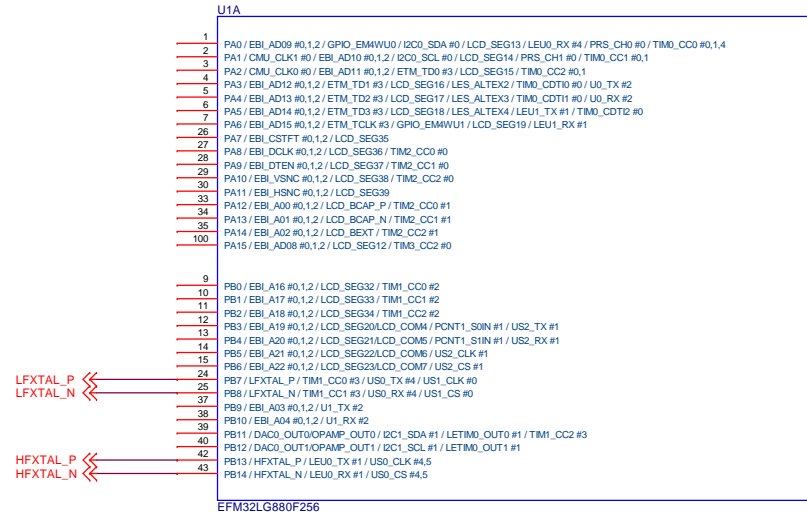 U1A
1 PA0 / EBI_AD09 #0,1,2 / GPIO_EM4WU0 / I2C0_SDA #0 / LCD_SEG13 / LEU0_RX #4 / PRS_CH0 #0 / TIM0_CC0 #0,1,4
2 PA1 / CMU_CLK1 #0 / EBI_AD10 #0,1,2 / I2C0_SCL #0 / LCD_SEG14 / PRS_CH1 #0 / TIM0_CC1 #0,1
3 PA2 / CMU_CLK0 #0 / EBI_AD11 #0,1,2 / ETM_TD0 #3 / LCD_SEG15 / TIM0_CC2 #0,1
4 PA3 / EBI_AD12 #0,1,2 / ETM_TD1 #3 / LCD_SEG16 / LES_ALTEX2 / TIM0_CDTI0 #0 / U0_TX #2
5 PA4 / EBI_AD13 #0,1,2 / ETM_TD2 #3 / LCD_SEG17 / LES_ALTEX3 / TIM0_CDTI1 #0 / U0_RX #2
6 PA5 / EBI_AD14 #0,1,2 / ETM_TD3 #3 / LCD_SEG18 / LES_ALTEX4 / LEU1_TX #1 / TIM0_CDTI2 #0
7 PA6 / EBI_AD15 #0,1,2 / ETM_TCLK #3 / GPIO_EM4WU1 / LCD_SEG19 / LEU1_RX #1
26 PA7 / EBI_CSTFT #0,1,2 / LCD_SEG35
27 PA8 / EBI_DCLK #0,1,2 / LCD_SEG36 / TIM2_CC0 #0
28 PA9 / EBI_DTEN #0,1,2 / LCD_SEG37 / TIM2_CC1 #0
29 PA10 / EBI_VSNC #0,1,2 / LCD_SEG38 / TIM2_CC2 #0
30 PA11 / EBI_HSNC #0,1,2 / LCD_SEG39
33 PA12 / EBI_A00 #0,1,2 / LCD_BCAP_P / TIM2_CC0 #1
34 PA13 / EBI_A01 #0,1,2 / LCD_BCAP_N / TIM2_CC1 #1
35 PA14 / EBI_A02 #0,1,2 / LCD_BEXT / TIM2_CC2 #1
100 PA15 / EBI_AD08 #0,1,2 / LCD_SEG12 / TIM3_CC2 #0
9 PB0 / EBI_A16 #0,1,2 / LCD_SEG32 / TIM1_CC0 #2
10 PB1 / EBI_A17 #0,1,2 / LCD_SEG33 / TIM1_CC1 #2
11 PB2 / EBI_A18 #0,1,2 / LCD_SEG34 / TIM1_CC2 #2
12 PB3 / EBI_A19 #0,1,2 / LCD_SEG20/LCD_COM4 / PCNT1_S0IN #1 / US2_TX #1
13 PB4 / EBI_A20 #0,1,2 / LCD_SEG21/LCD_COM5 / PCNT1_S1IN #1 / US2_RX #1
14 PB5 / EBI_A21 #0,1,2 / LCD_SEG22/LCD_COM6 / US2_CLK #1
15 PB6 / EBI_A22 #0,1,2 / LCD_SEG23/LCD_COM7 / US2_CS #1
LFXTAL_P 24 PB7 / LFXTAL_P / TIM1_CC0 #3 / US0_TX #4 / US1_CLK #0
LFXTAL_N 25 PB8 / LFXTAL_N / TIM1_CC1 #3 / US0_RX #4 / US1_CS #0
37 PB9 / EBI_A03 #0,1,2 / U1_TX #2
38 PB10 / EBI_A04 #0,1,2 / U1_RX #2
39 PB11 / DAC0_OUT0/OPAMP_OUT0 / I2C1_SDA #1 / LETIM0_OUT0 #1 / TIM1_CC2 #3
40 PB12 / DAC0_OUT1/OPAMP_OUT1 / I2C1_SCL #1 / LETIM0_OUT1 #1
HFXTAL_P 42 PB13 / HFXTAL_P / LEU0_TX #1 / US0_CLK #4,5
HFXTAL_N 43 PB14 / HFXTAL_N / LEU0_RX #1 / US0_CS #4,5
EFM32LG880F256